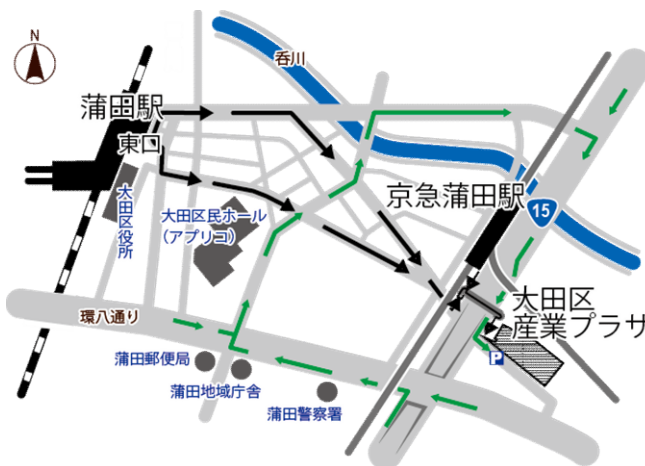 N
呑川
蒲田駅
東口
大田区役所
大田区民ホール
（アプリコ）
京急蒲田駅
15
大田区
産業プラザ
P
環八通り
蒲田郵便局
蒲田地域庁舎
蒲田警察署